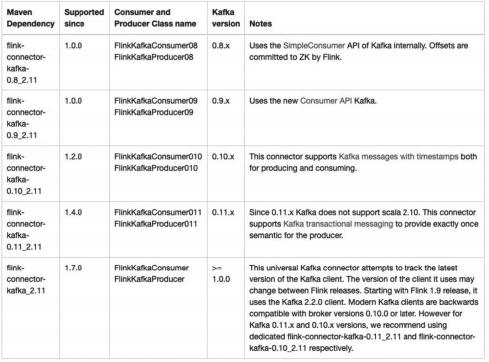 Maven Dependency
Supported since
Consumer and Producer Class name
Kafka version
Notes
flink-connector-kafka-0.8_2.11
1.0.0
FlinkKafkaConsumer08
FlinkKafkaProducer08
0.8.x
Uses the SimpleConsumer API of Kafka internally. Offsets are
committed to ZK by Flink.
flink-connector-kafka-0.9_2.11
1.0.0
FlinkKafkaConsumer09
FlinkKafkaProducer09
0.9.x
Uses the new Consumer API Kafka.
flink-connector-kafka-0.10_2.11
1.2.0
FlinkKafkaConsumer010
FlinkKafkaProducer010
0.10.x
This connector supports Kafka messages with timestamps both
for producing and consuming.
flink-connector-kafka-0.11_2.11
1.4.0
FlinkKafkaConsumer011
FlinkKafkaProducer011
0.11.x
Since 0.11.x Kafka does not support scala 2.10. This connector
supports Kafka transactional messaging to provide exactly once
semantic for the producer.
flink-connector-kafka_2.11
1.7.0
FlinkKafkaConsumer
FlinkKafkaProducer
>= 1.0.0
This universal Kafka connector attempts to track the latest
version of the Kafka client. The version of the client it uses may
change between Flink releases. Starting with Flink 1.9 release, it
uses the Kafka 2.2.0 client. Modern Kafka clients are backwards
compatible with broker versions 0.10.0 or later. However for
Kafka 0.11.x and 0.10.x versions, we recommend using
dedicated flink-connector-kafka-0.11_2.11 and flink-connector-
kafka-0.10_2.11 respectively.